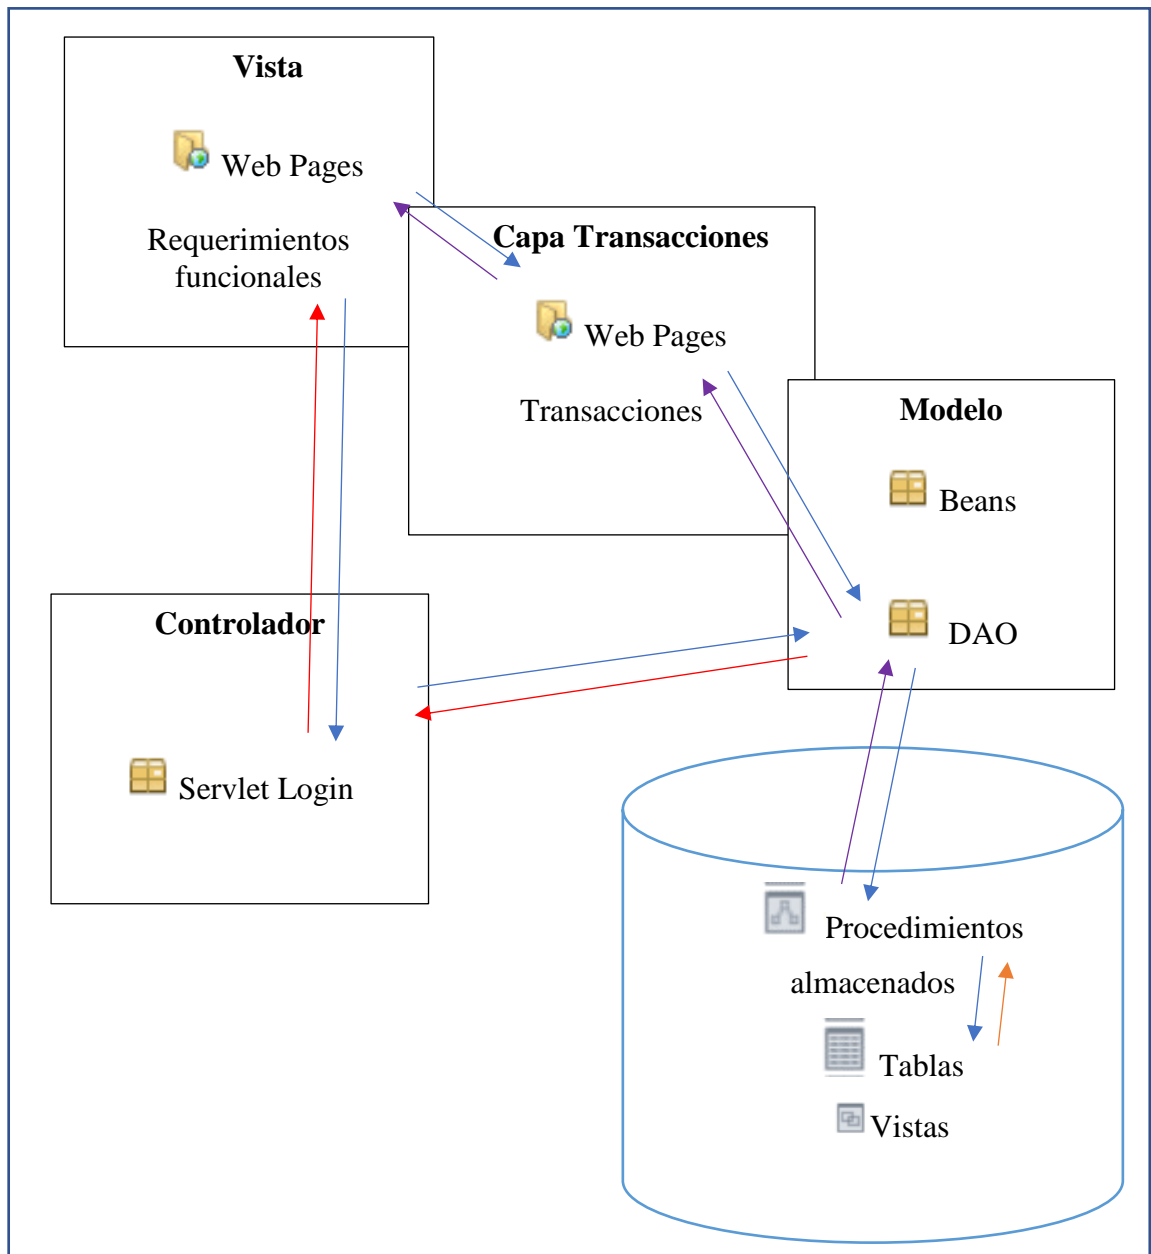 Vista
Web Pages
Requerimientos
funcionales
Capa Transacciones
Web Pages
Transacciones
Modelo
Beans
DAO
Controlador
Servlet Login
Procedimientos
almacenados
Tablas
Vistas